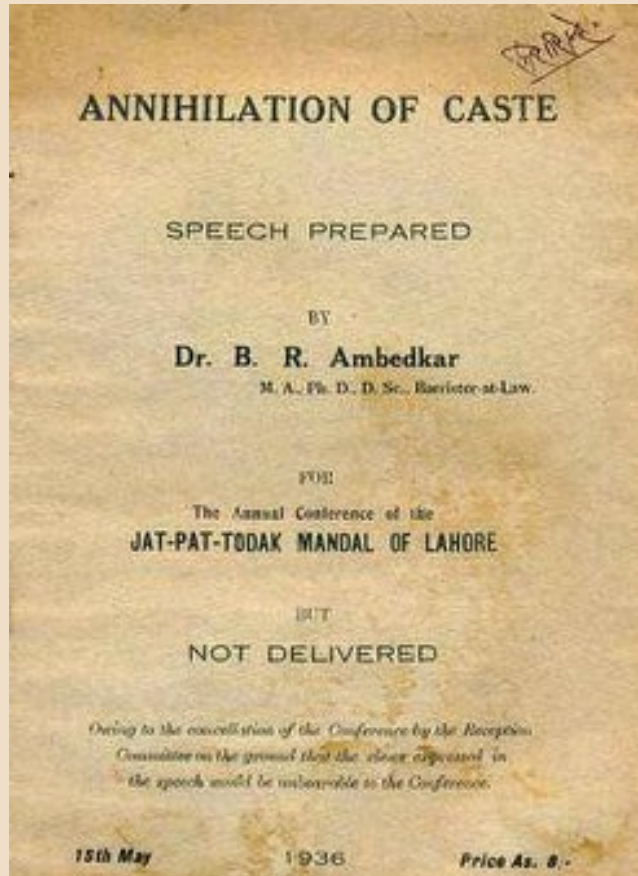 ANNIHILATION OF CASTE
SPEECH PREPARED
BY
Dr. B. R. Ambedkar
M. A., Ph. D., D. Sc., Barrister-at-Law.
FOR
The Annual Conference of the
JAT-PAT-TODAK MANDAL OF LAHORE
BUT
NOT DELIVERED
Owing to the cancellation of the Conference by the Reception
Committee on the ground that the views expressed in
the speech would be unbearable to the Conference.
15th May 1936 Price As. 8/-